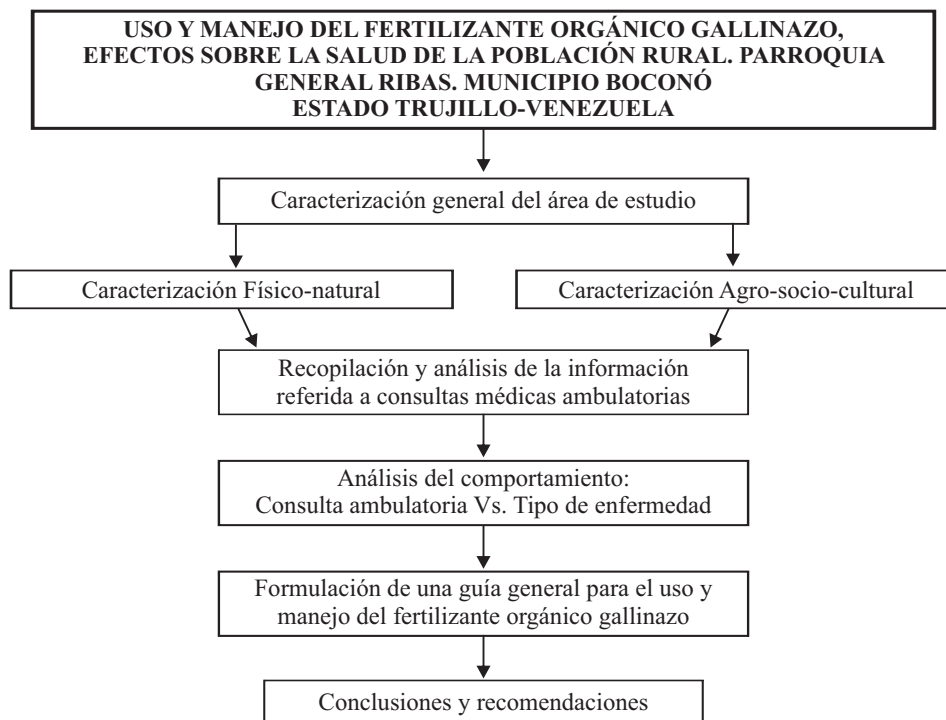 USO Y MANEJO DEL FERTILIZANTE ORGÁNICO GALLINAZO,
EFECTOS SOBRE LA SALUD DE LA POBLACIÓN RURAL. PARROQUIA
GENERAL RIBAS. MUNICIPIO BOCONÓ
ESTADO TRUJILLO-VENEZUELA
Caracterización general del área de estudio
Caracterización Físico-natural
Caracterización Agro-socio-cultural
Recopilación y análisis de la información
referida a consultas médicas ambulatorias
Análisis del comportamiento:
Consulta ambulatoria Vs. Tipo de enfermedad
Formulación de una guía general para el uso y
manejo del fertilizante orgánico gallinazo
Conclusiones y recomendaciones